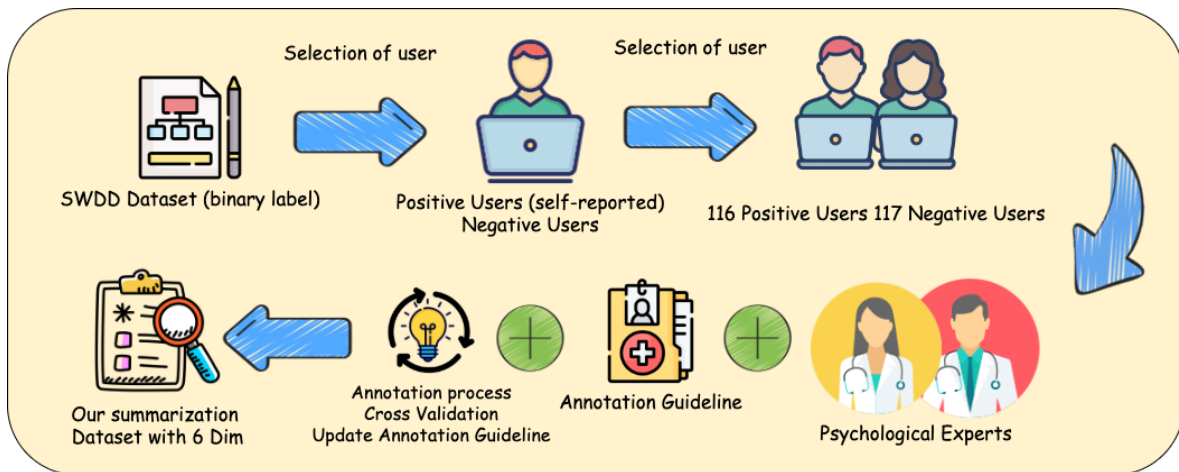 Selection of user
Selection of user
SWDD Dataset (binary label)
Positive Users (self-reported)
Negative Users
116 Positive Users 117 Negative Users
Our summarization
Dataset with 6 Dim
Annotation process
Cross Validation
Update Annotation Guideline
Annotation Guideline
Psychological Experts